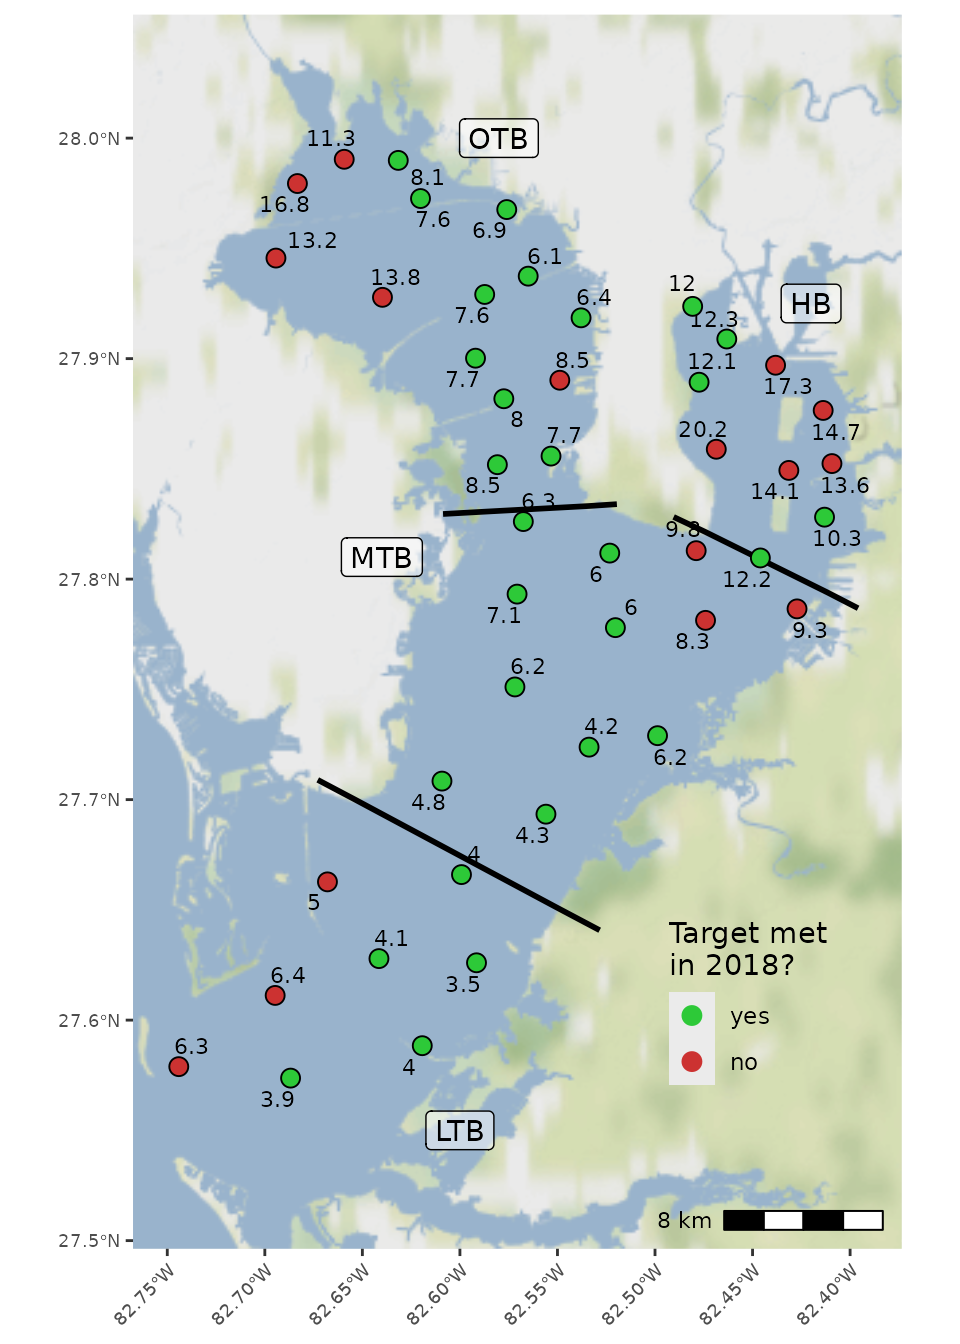 28.0°N
27.9°N
27.8°N
27.7°N
27.6°N
27.5°N
OTB
11.3
8.1
16.8
7.6
6.9
13.2
6.1
13.8
7.6
6.4
12
HB
12.3
7.7
8.5
12.1
17.3
8
14.7
7.7
20.2
8.5
14.1
13.6
6.3
9.8
10.3
MTB
6
12.2
7.1
6
8.3
9.3
6.2
4.2
6.2
4.8
4.3
4
5
4.1
3.5
6.4
6.3
4
3.9
LTB
Target met
in 2018?
yes
no
8 km
82.75°W
82.70°W
82.65°W
82.60°W
82.55°W
82.50°W
82.45°W
82.40°W